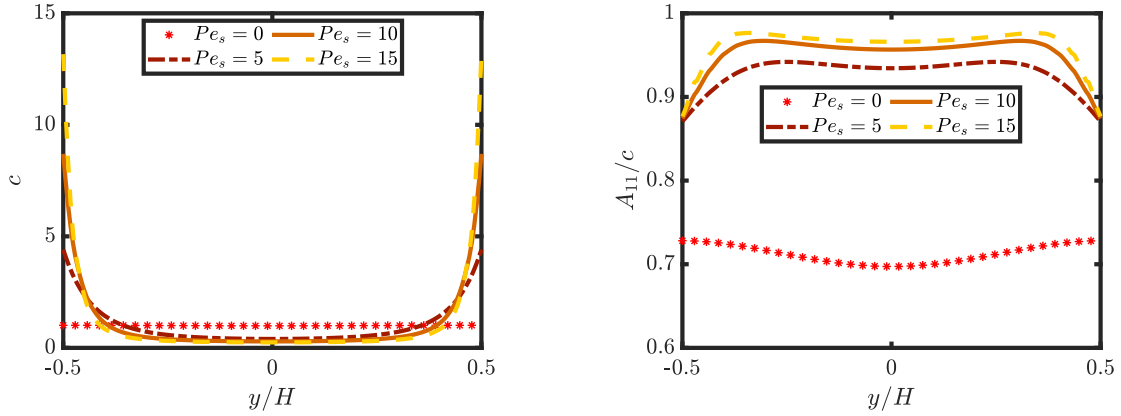 15
10
5
0
c
-0.5
0
0.5
y/H
Pe_s = 0
Pe_s = 10
Pe_s = 5
Pe_s = 15
1
0.9
0.8
0.7
0.6
A_{11}/c
-0.5
0
0.5
y/H
Pe_s = 0
Pe_s = 10
Pe_s = 5
Pe_s = 15